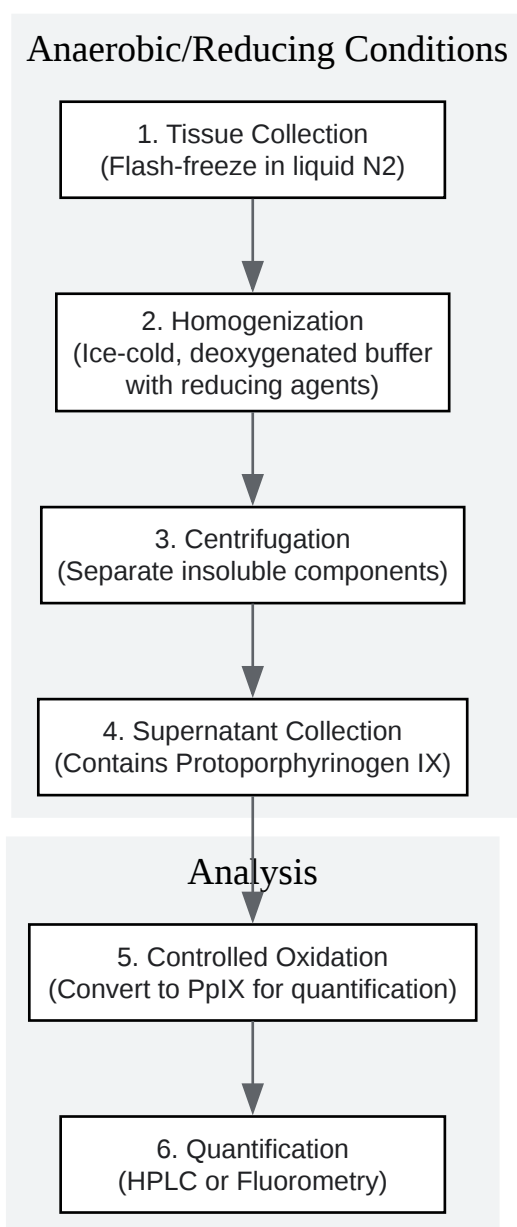 Anaerobic/Reducing Conditions
1. Tissue Collection
(Flash-freeze in liquid N2)
2. Homogenization
(Ice-cold, deoxygenated buffer
with reducing agents)
3. Centrifugation
(Separate insoluble components)
4. Supernatant Collection
(Contains Protoporphyrinogen IX)
Analysis
5. Controlled Oxidation
(Convert to PpIX for quantification)
6. Quantification
(HPLC or Fluorometry)